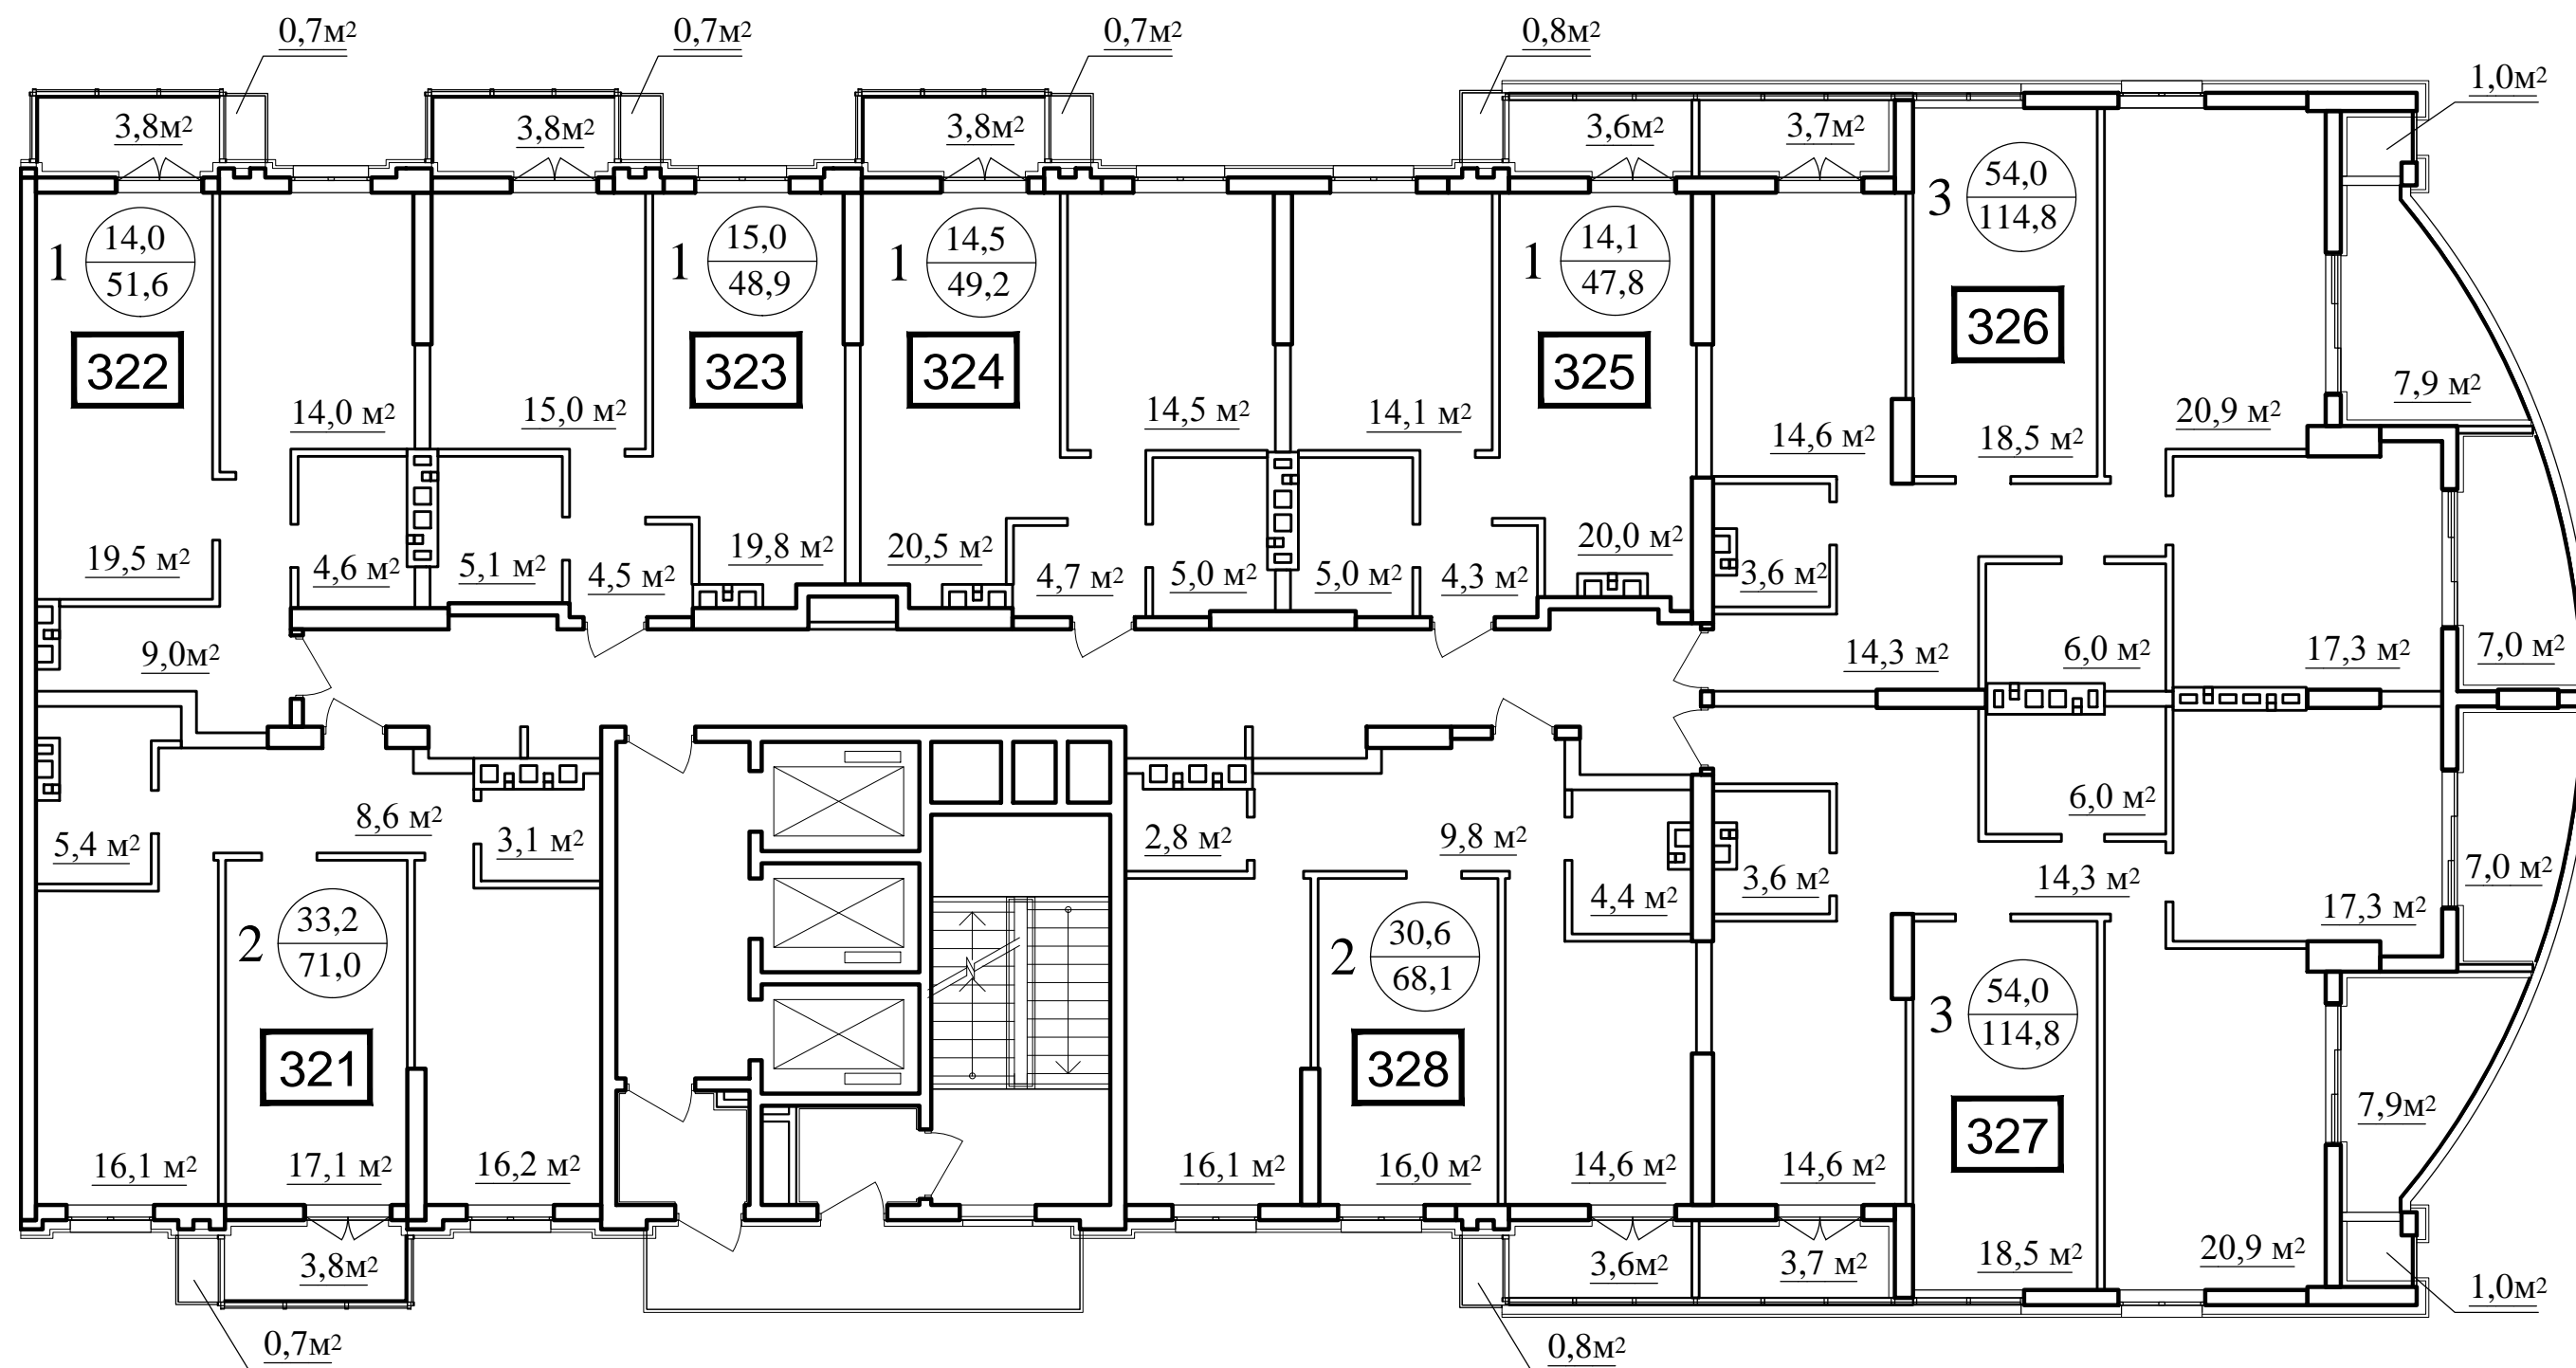 0,7м²
0,7м²
0,7м²
0,8м²
1,0м²
3,8м²
3,8м²
3,8м²
3,6м²
3,7м²
1
14,0
51,6
322
14,0 м²
19,5 м²
4,6 м²
9,0м²
1
15,0
48,9
323
15,0 м²
5,1 м²
4,5 м²
19,8 м²
1
14,5
49,2
324
14,5 м²
20,5 м²
4,7 м²
5,0 м²
1
14,1
47,8
325
14,1 м²
5,0 м²
4,3 м²
20,0 м²
3
54,0
114,8
326
7,9 м²
20,9 м²
14,6 м²
18,5 м²
3,6 м²
14,3 м²
6,0 м²
17,3 м²
7,0 м²
5,4 м²
8,6 м²
3,1 м²
2
33,2
71,0
321
16,1 м²
17,1 м²
16,2 м²
3,8м²
0,7м²
2,8 м²
9,8 м²
4,4 м²
2
30,6
68,1
328
16,1 м²
16,0 м²
14,6 м²
3,6м²
0,8м²
6,0 м²
3,6 м²
14,3 м²
17,3 м²
7,0 м²
3
54,0
114,8
327
7,9м²
14,6 м²
18,5 м²
20,9 м²
3,7 м²
1,0м²